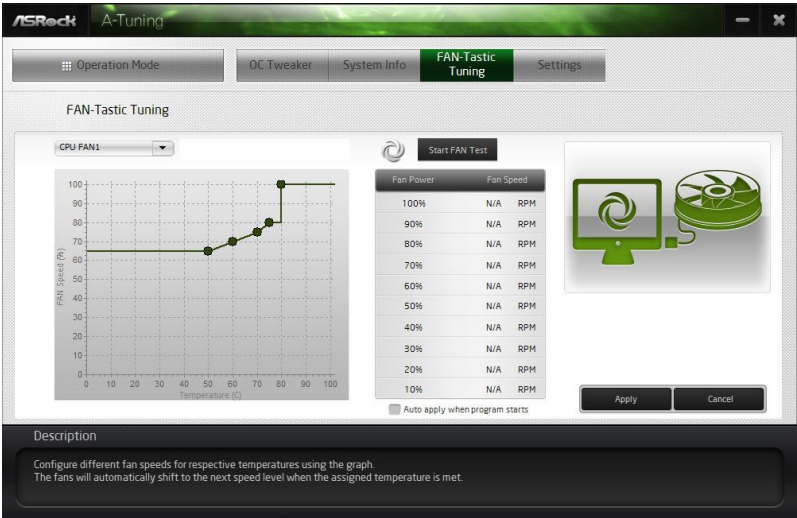 ASRock
A-Tuning
Operation Mode
OC Tweaker
System Info
FAN-Tastic
Tuning
Settings
FAN-Tastic Tuning
CPU FAN1
Start FAN Test
100
90
80
70
60
50
40
30
20
10
0
FAN Speed (%)
0 10 20 30 40 50 60 70 80 90 100
Temperature (C)
Fan Power Fan Speed
100% N/A RPM
90% N/A RPM
80% N/A RPM
70% N/A RPM
60% N/A RPM
50% N/A RPM
40% N/A RPM
30% N/A RPM
20% N/A RPM
10% N/A RPM
Auto apply when program starts
Apply
Cancel
Description
Configure different fan speeds for respective temperatures using the graph.
The fans will automatically shift to the next speed level when the assigned temperature is met.